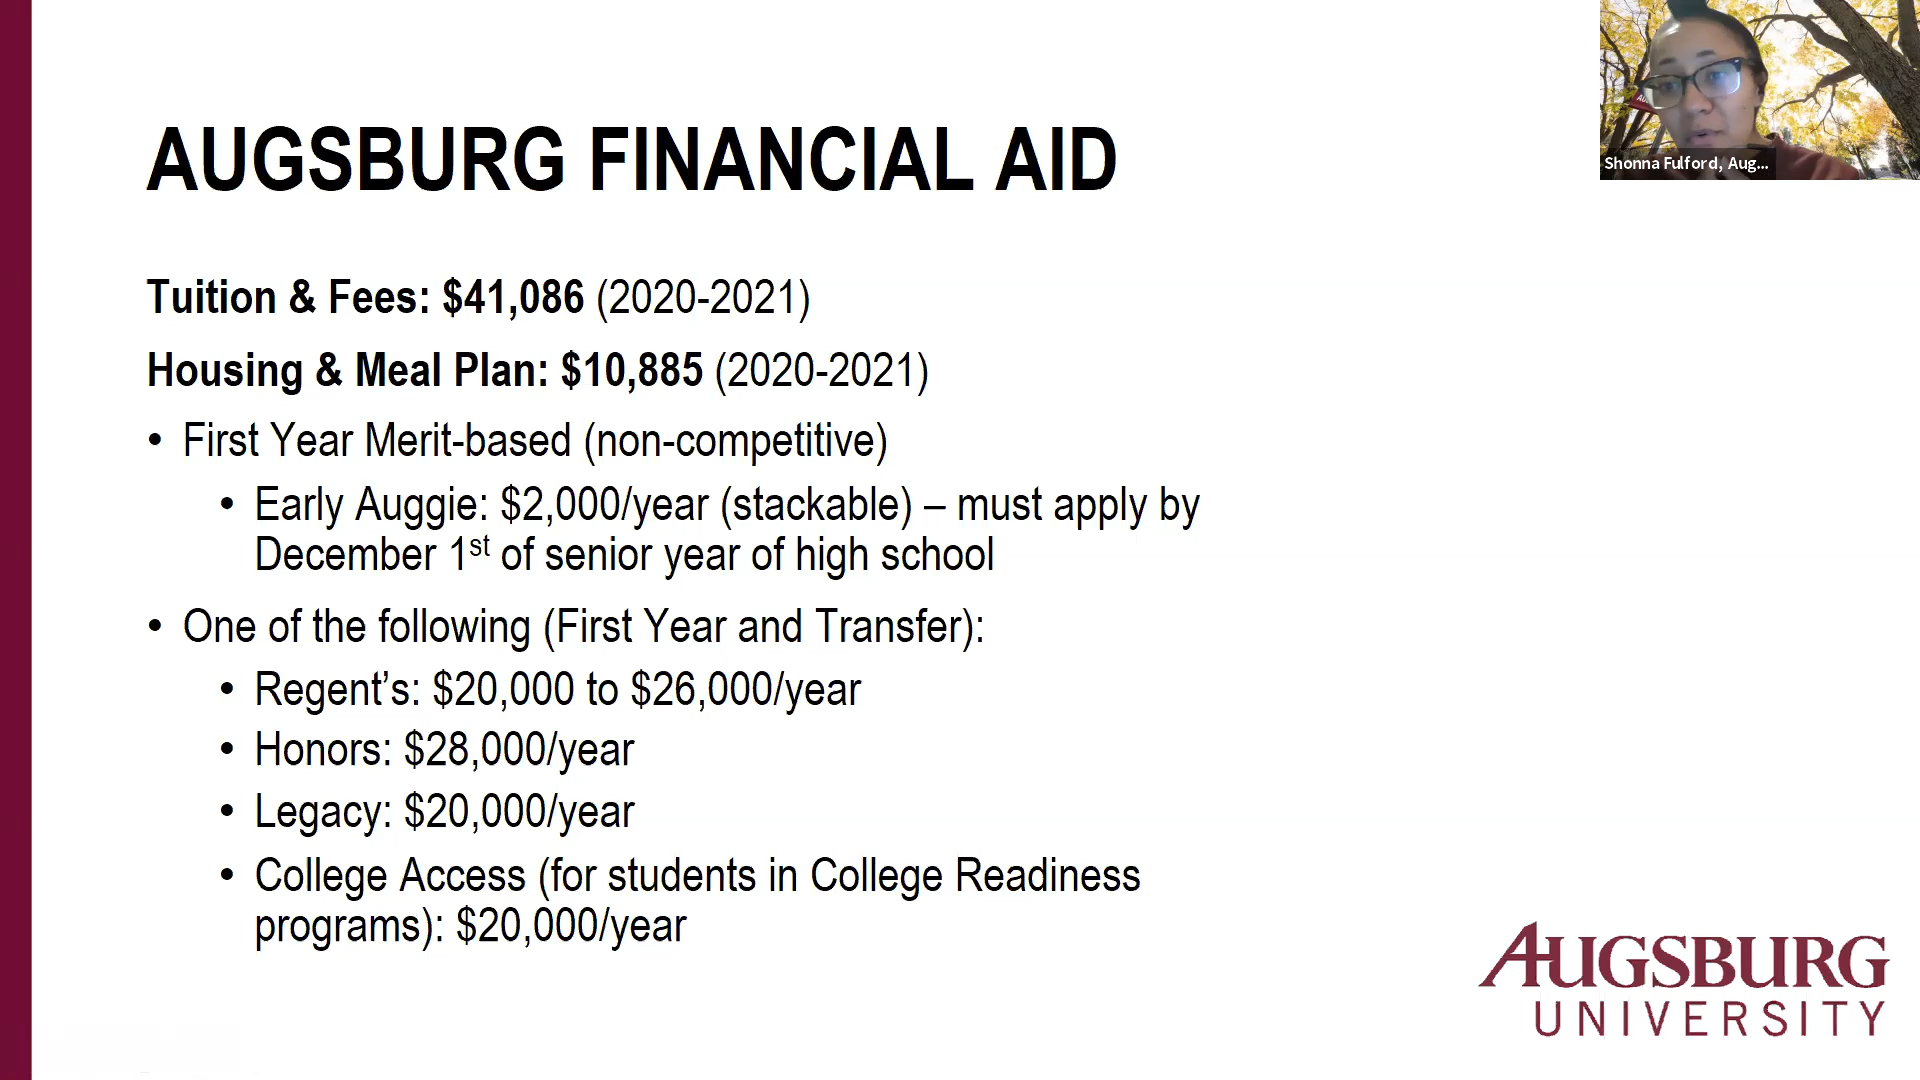 AUGSBURG FINANCIAL AID
Tuition & Fees: $41,086 (2020-2021)
Housing & Meal Plan: $10,885 (2020-2021)
• First Year Merit-based (non-competitive)
• Early Auggie: $2,000/year (stackable) – must apply by
December 1st of senior year of high school
• One of the following (First Year and Transfer):
• Regent’s: $20,000 to $26,000/year
• Honors: $28,000/year
• Legacy: $20,000/year
• College Access (for students in College Readiness
programs): $20,000/year
Shonna Fulford, Aug...
AUGSBURG
UNIVERSITY